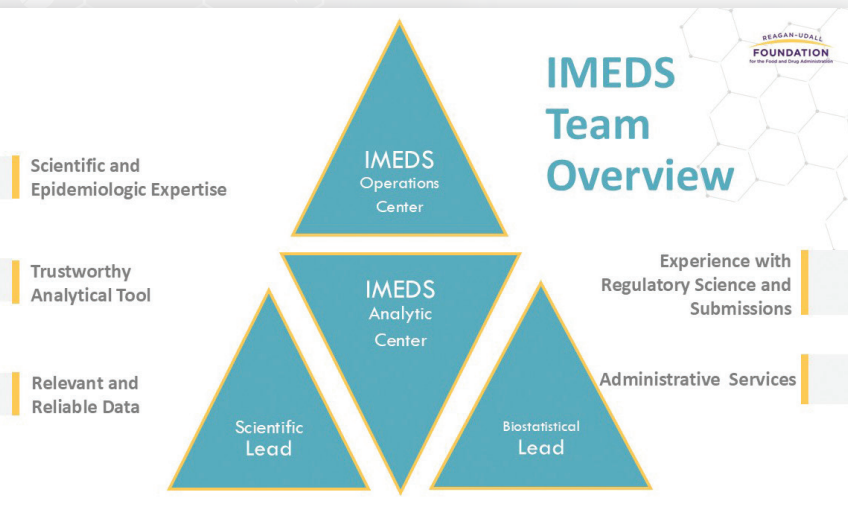 REAGAN-UDALL
FOUNDATION
for the Food and Drug Administration
IMEDS
Team
Overview
IMEDS
Operations
Center
Scientific and
Epidemiologic Expertise
Trustworthy
Analytical Tool
Relevant and
Reliable Data
IMEDS
Analytic
Center
Scientific
Lead
Biostatistical
Lead
Experience with
Regulatory Science and
Submissions
Administrative Services